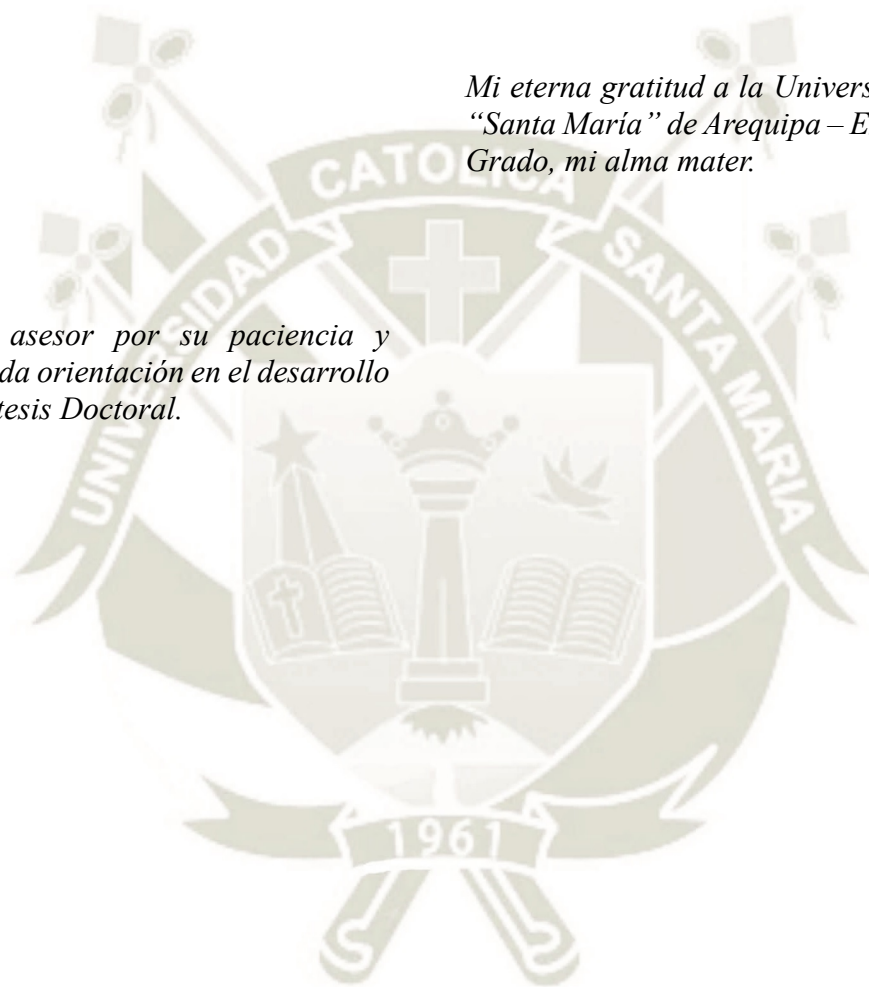 Mi eterna gratitud a la Univers
“Santa María” de Arequipa – E
Grado, mi alma mater.
asesor por su paciencia y
da orientación en el desarrollo
tesis Doctoral.
UNIVERSIDAD CATOLICA SANTA MARIA
1961